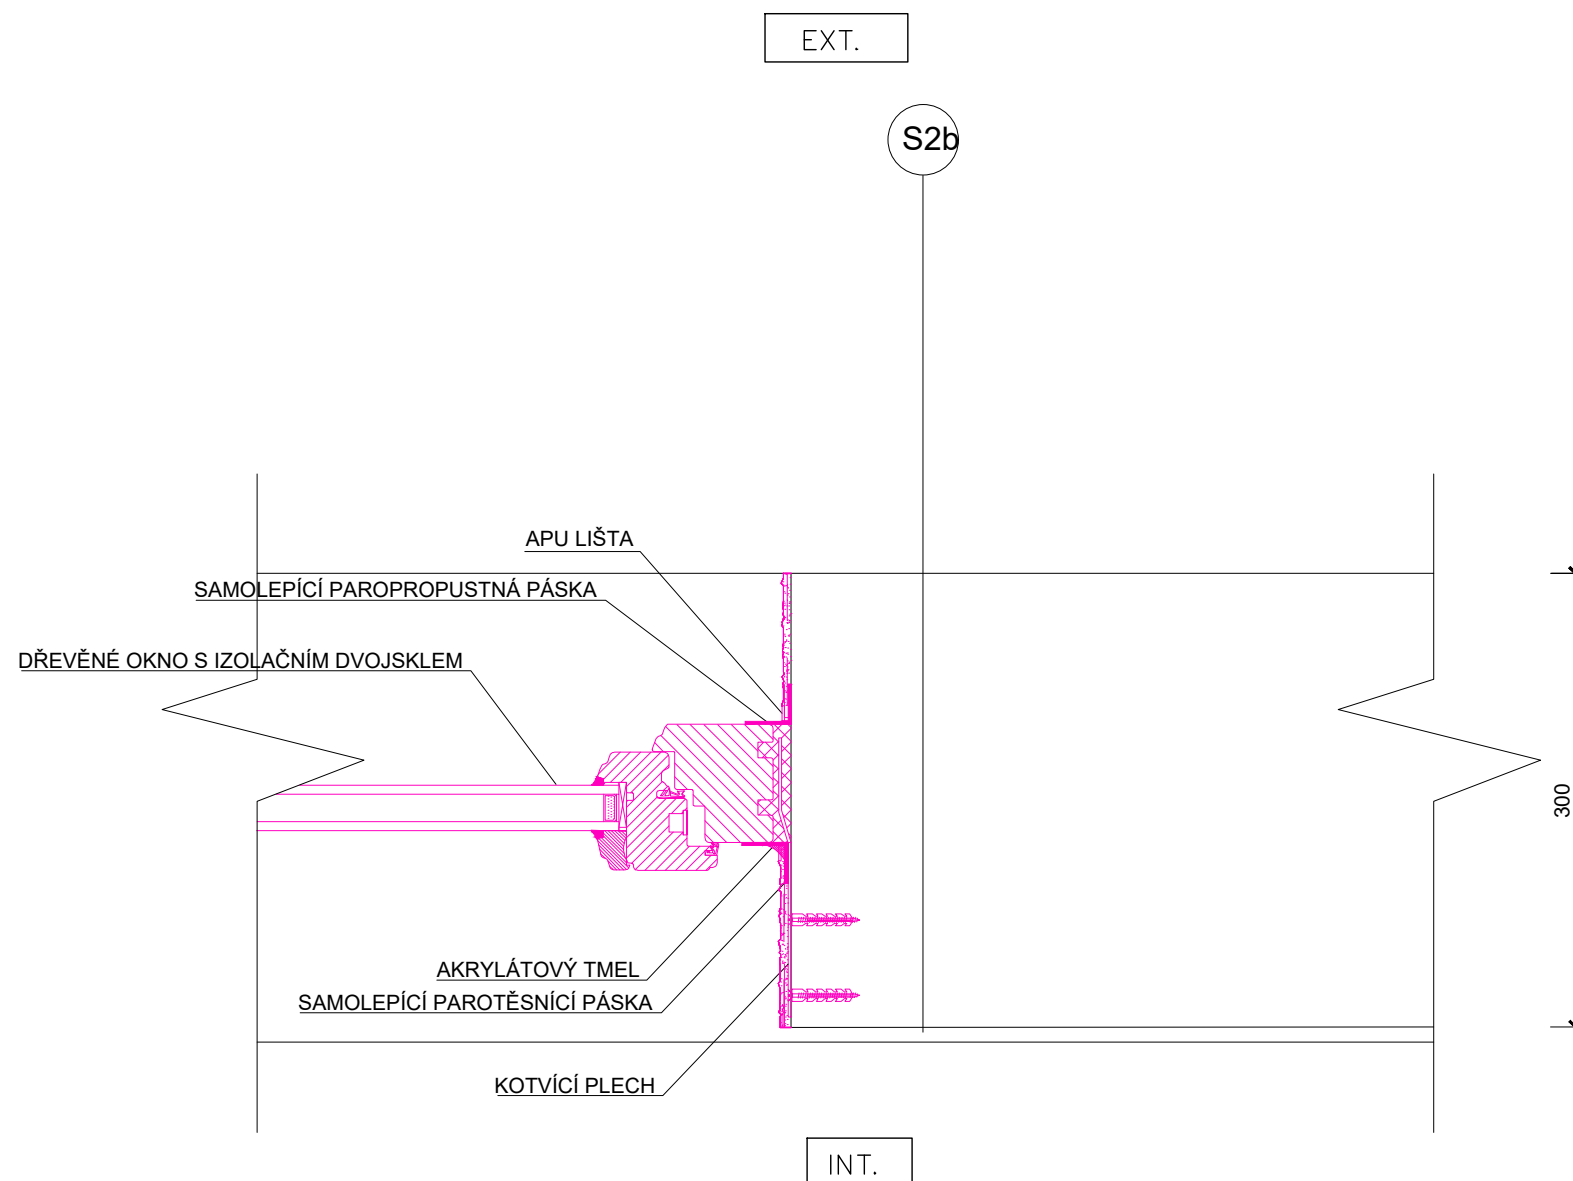 EXT.
S2b
APU LIŠTA
SAMOLEPÍCÍ PAROPROPUSTNÁ PÁSKA
DŘEVĚNÉ OKNO S IZOLAČNÍM DVOJSKLEM
300
AKRYLÁTOVÝ TMEL
SAMOLEPÍCÍ PAROTĚSNÍCÍ PÁSKA
KOTVÍCÍ PLECH
INT.